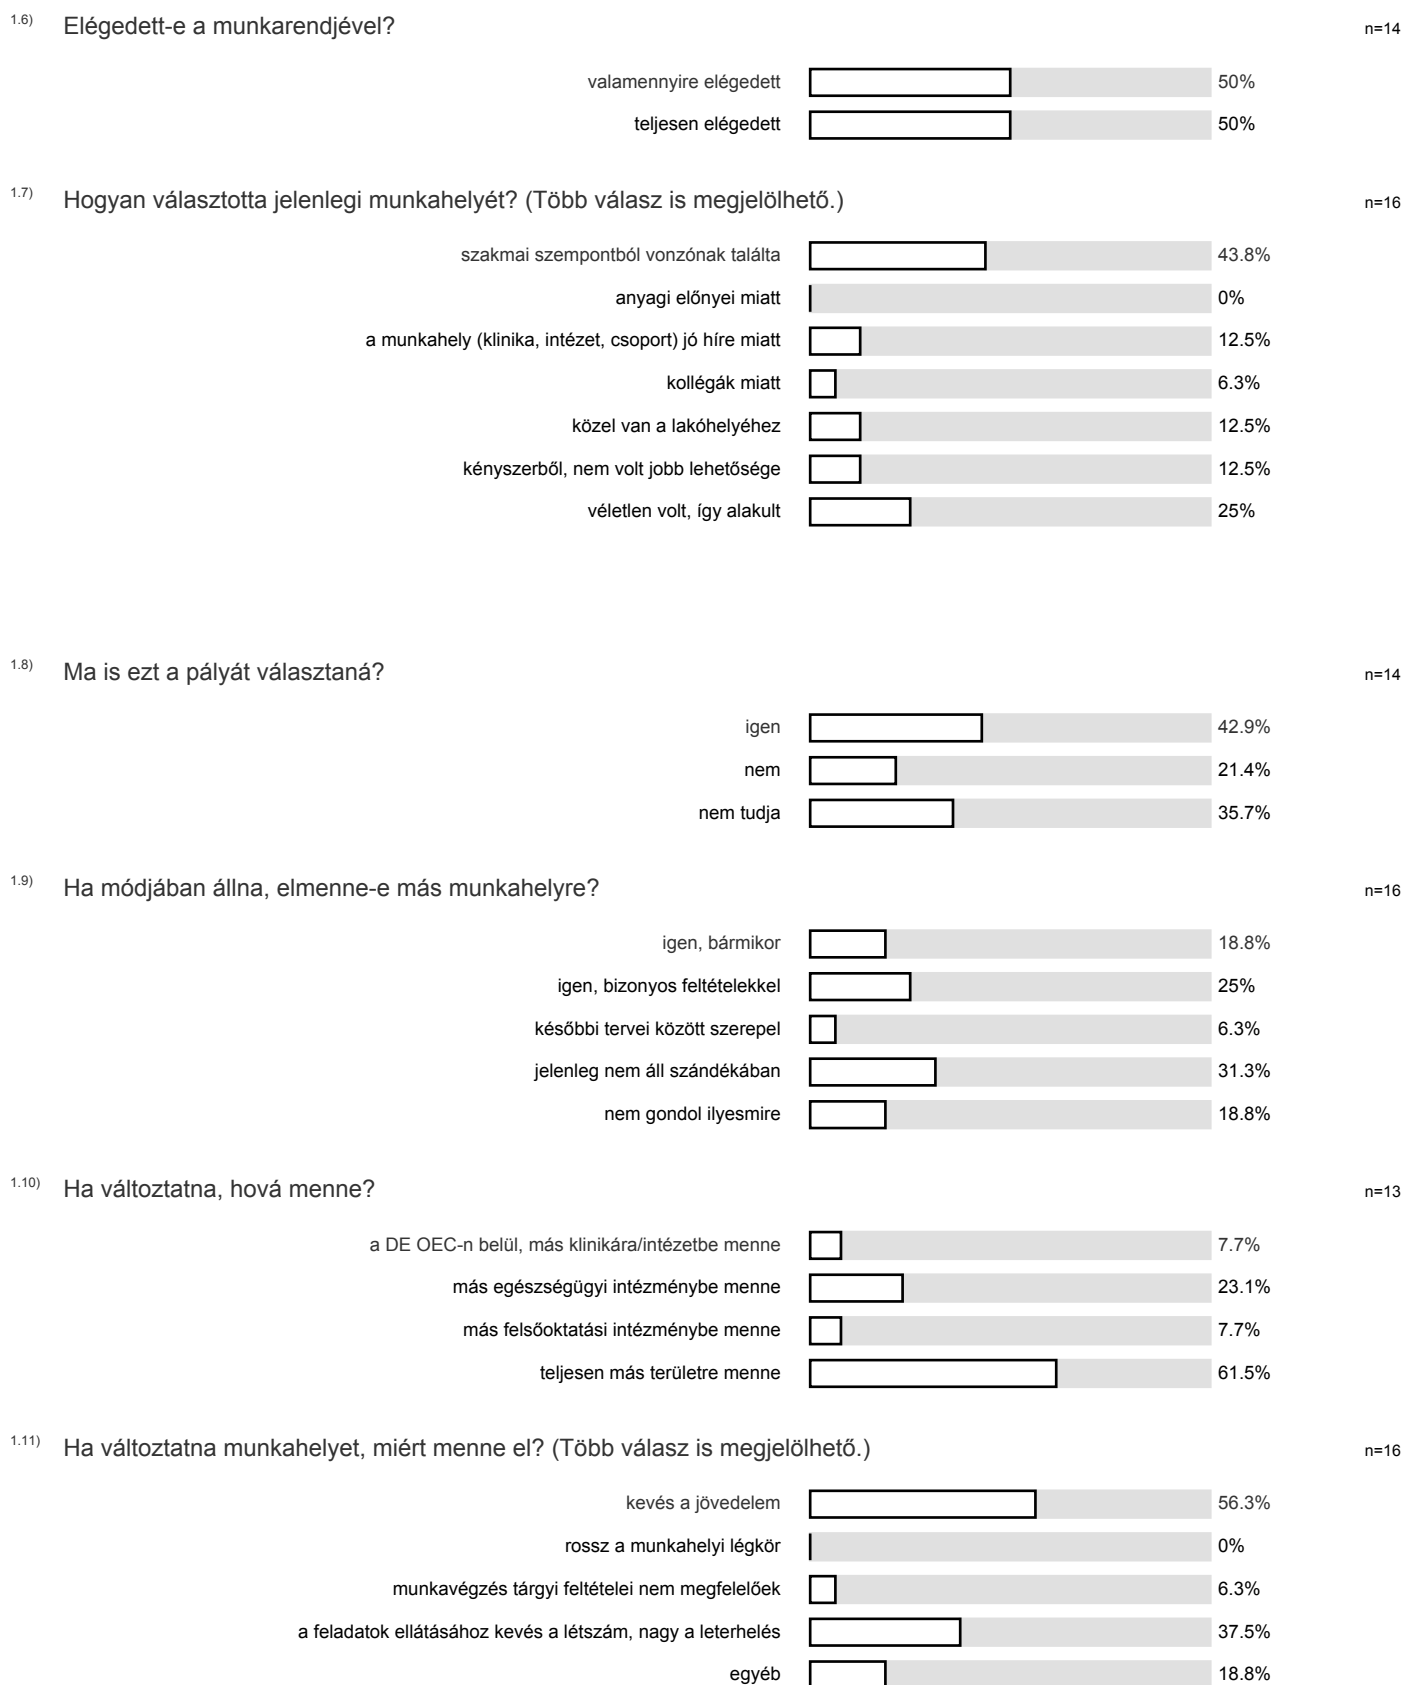 1.6) Elégedett-e a munkarendjével? n=14
valamennyire elégedett 50%
teljesen elégedett 50%
1.7) Hogyan választotta jelenlegi munkahelyét? (Több válasz is megjelölhető.) n=16
szakmai szempontból vonzónak találta 43.8%
anyagi előnyei miatt 0%
a munkahely (klinika, intézet, csoport) jó híre miatt 12.5%
kollégák miatt 6.3%
közel van a lakóhelyéhez 12.5%
kényszerből, nem volt jobb lehetősége 12.5%
véletlen volt, így alakult 25%
1.8) Ma is ezt a pályát választaná? n=14
igen 42.9%
nem 21.4%
nem tudja 35.7%
1.9) Ha módjában állna, elmenne-e más munkahelyre? n=16
igen, bármikor 18.8%
igen, bizonyos feltételekkel 25%
későbbi tervei között szerepel 6.3%
jelenleg nem áll szándékában 31.3%
nem gondol ilyesmire 18.8%
1.10) Ha változtatna, hová menne? n=13
a DE OEC-n belül, más klinikára/intézetbe menne 7.7%
más egészségügyi intézménybe menne 23.1%
más felsőoktatási intézménybe menne 7.7%
teljesen más területre menne 61.5%
1.11) Ha változtatna munkahelyet, miért menne el? (Több válasz is megjelölhető.) n=16
kevés a jövedelem 56.3%
rossz a munkahelyi légkör 0%
munkavégzés tárgyi feltételei nem megfelelőek 6.3%
a feladatok ellátásához kevés a létszám, nagy a leterhelés 37.5%
egyéb 18.8%